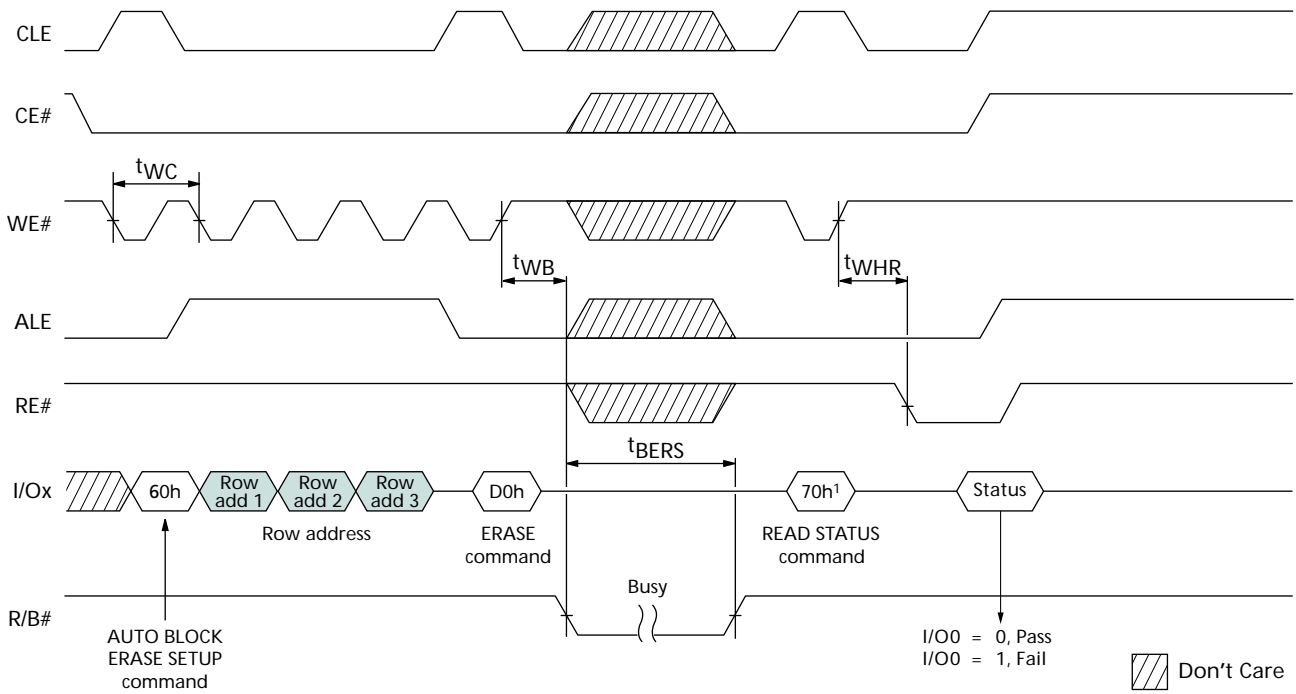 CLE
CE#
tWC
WE#
tWB
tWHR
ALE
RE#
tBERS
I/Ox
60h
Row add 1
Row add 2
Row add 3
D0h
70h¹
Status
Row address
ERASE
command
READ STATUS
command
Busy
R/B#
AUTO BLOCK
ERASE SETUP
command
I/O0 = 0, Pass
I/O0 = 1, Fail
Don't Care